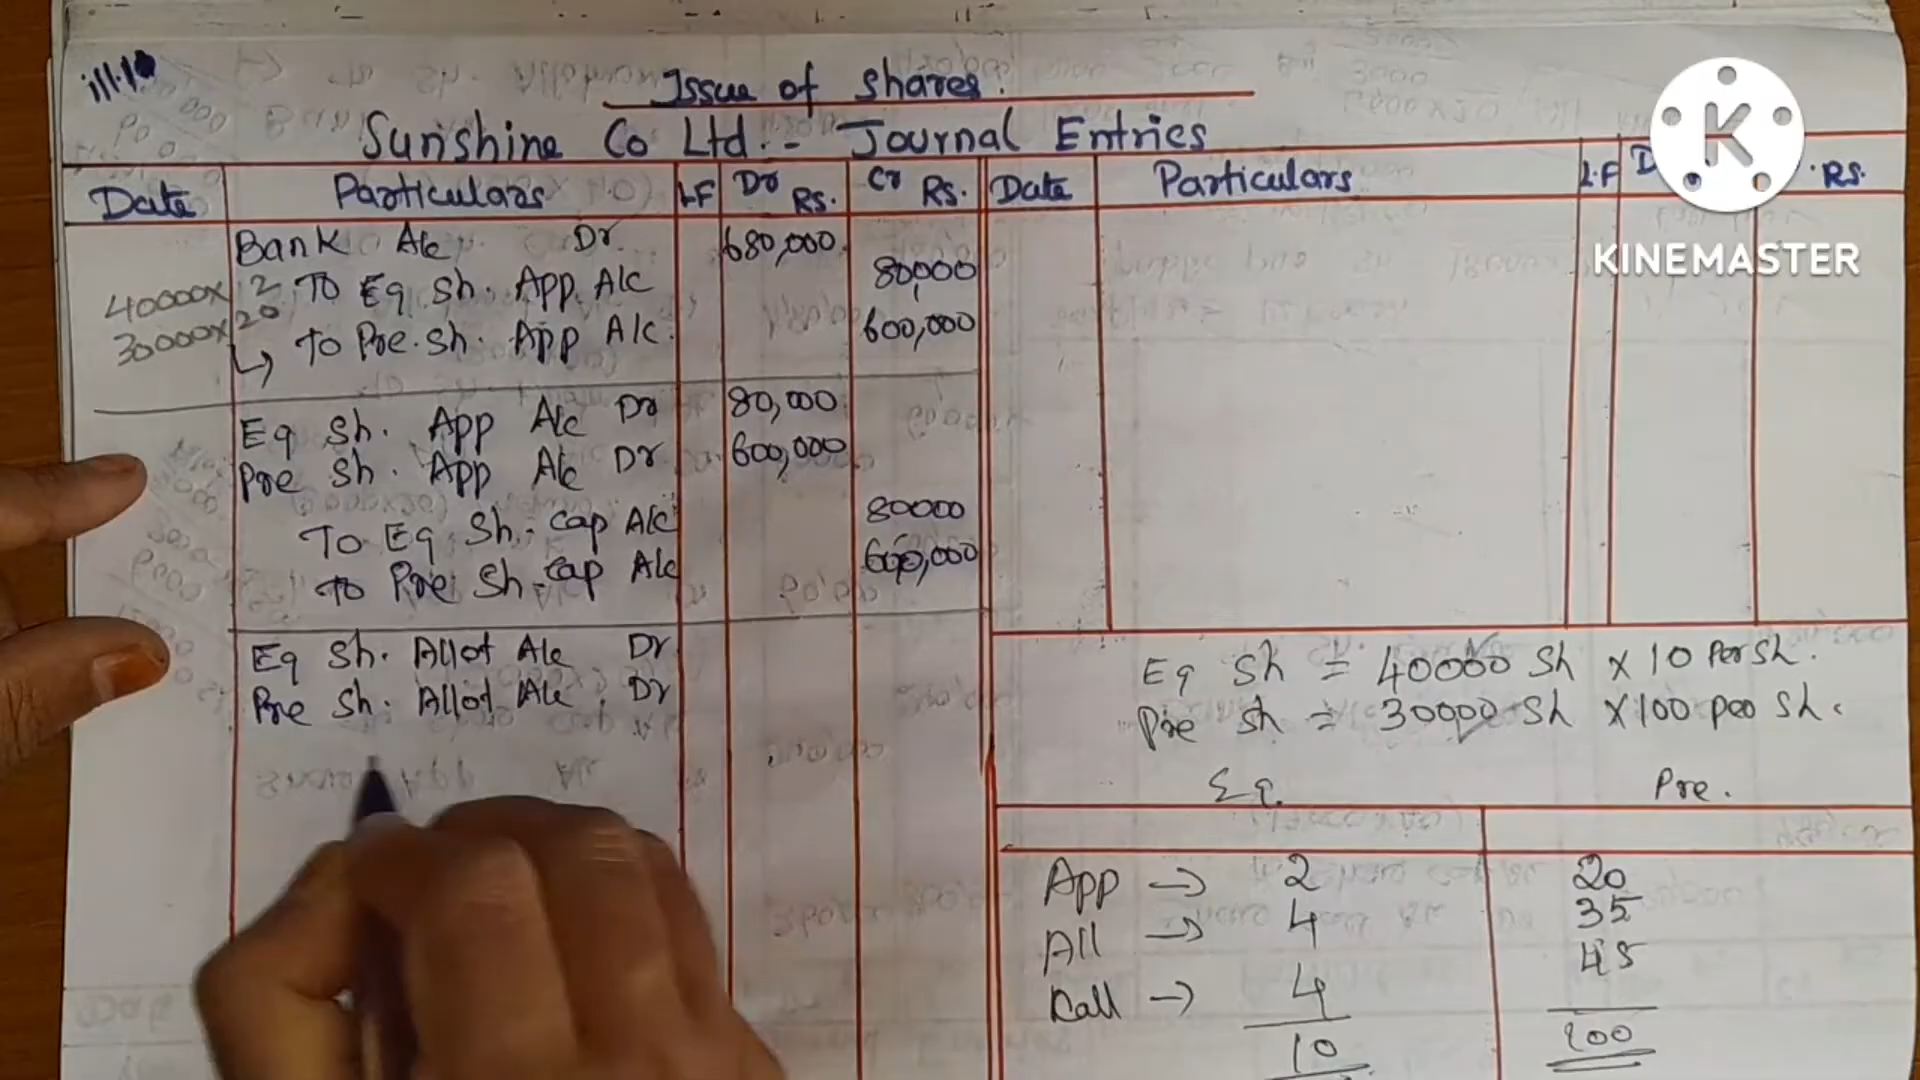 ill.10
Issue of shares.
Sunshine Co Ltd.- Journal Entries
Date Particulars LF Dr Rs. Cr Rs.
Bank A/c Dr. 680,000
40000x 2 To Eq Sh. App A/c 80,000
30000x20 To Pre.sh. App A/c. 600,000
Eq Sh. App A/c Dr 80,000
Pre Sh. App A/c Dr 600,000
To Eq Sh. Cap A/c 80000
To Pre Sh. Cap A/c 600,000
Eq Sh. Allot A/c Dr
Pre Sh. Allot A/c. Dr
Date Particulars L.F D .Rs.
Eq Sh = 40000 Sh x 10 Per Sh.
Pre Sh = 30000 Sh x 100 per Sh.
Eq. Pre.
App → 2 20
All → 4 35
Call → 4 45
10 100
K
KINEMASTER